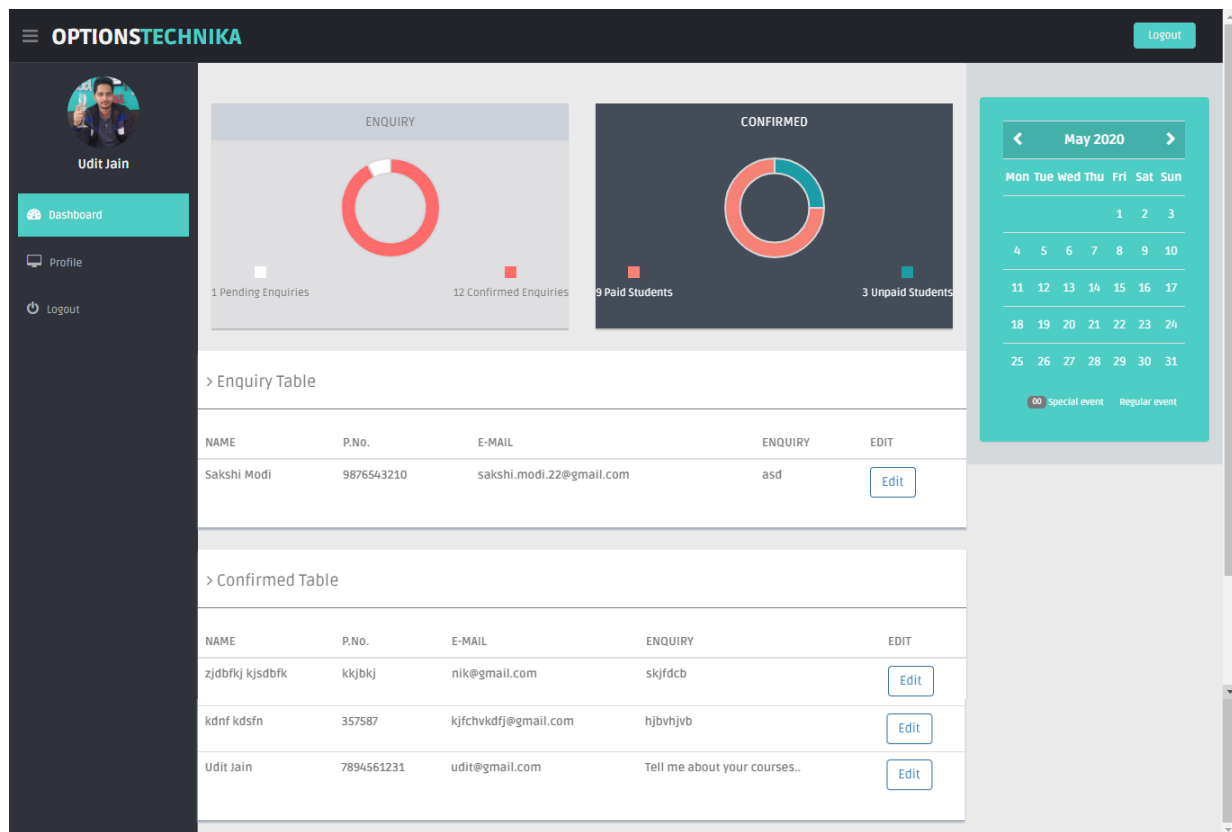 OPTIONSTECHNIKA
Logout
Udit Jain
Dashboard
Profile
Logout
ENQUIRY
1 Pending Enquiries
12 Confirmed Enquiries
CONFIRMED
9 Paid Students
3 Unpaid Students
May 2020
Mon Tue Wed Thu Fri Sat Sun
1 2 3
4 5 6 7 8 9 10
11 12 13 14 15 16 17
18 19 20 21 22 23 24
25 26 27 28 29 30 31
00 Special event Regular event
> Enquiry Table
NAME P.No. E-MAIL ENQUIRY EDIT
Sakshi Modi 9876543210 sakshi.modi.22@gmail.com asd Edit
> Confirmed Table
NAME P.No. E-MAIL ENQUIRY EDIT
zjdbfkj kjsdbfk kkjbkj nik@gmail.com skjfdcb Edit
kdnf kdsfn 357587 kjfchvkdfj@gmail.com hjbvhjvb Edit
Udit Jain 7894561231 udit@gmail.com Tell me about your courses.. Edit